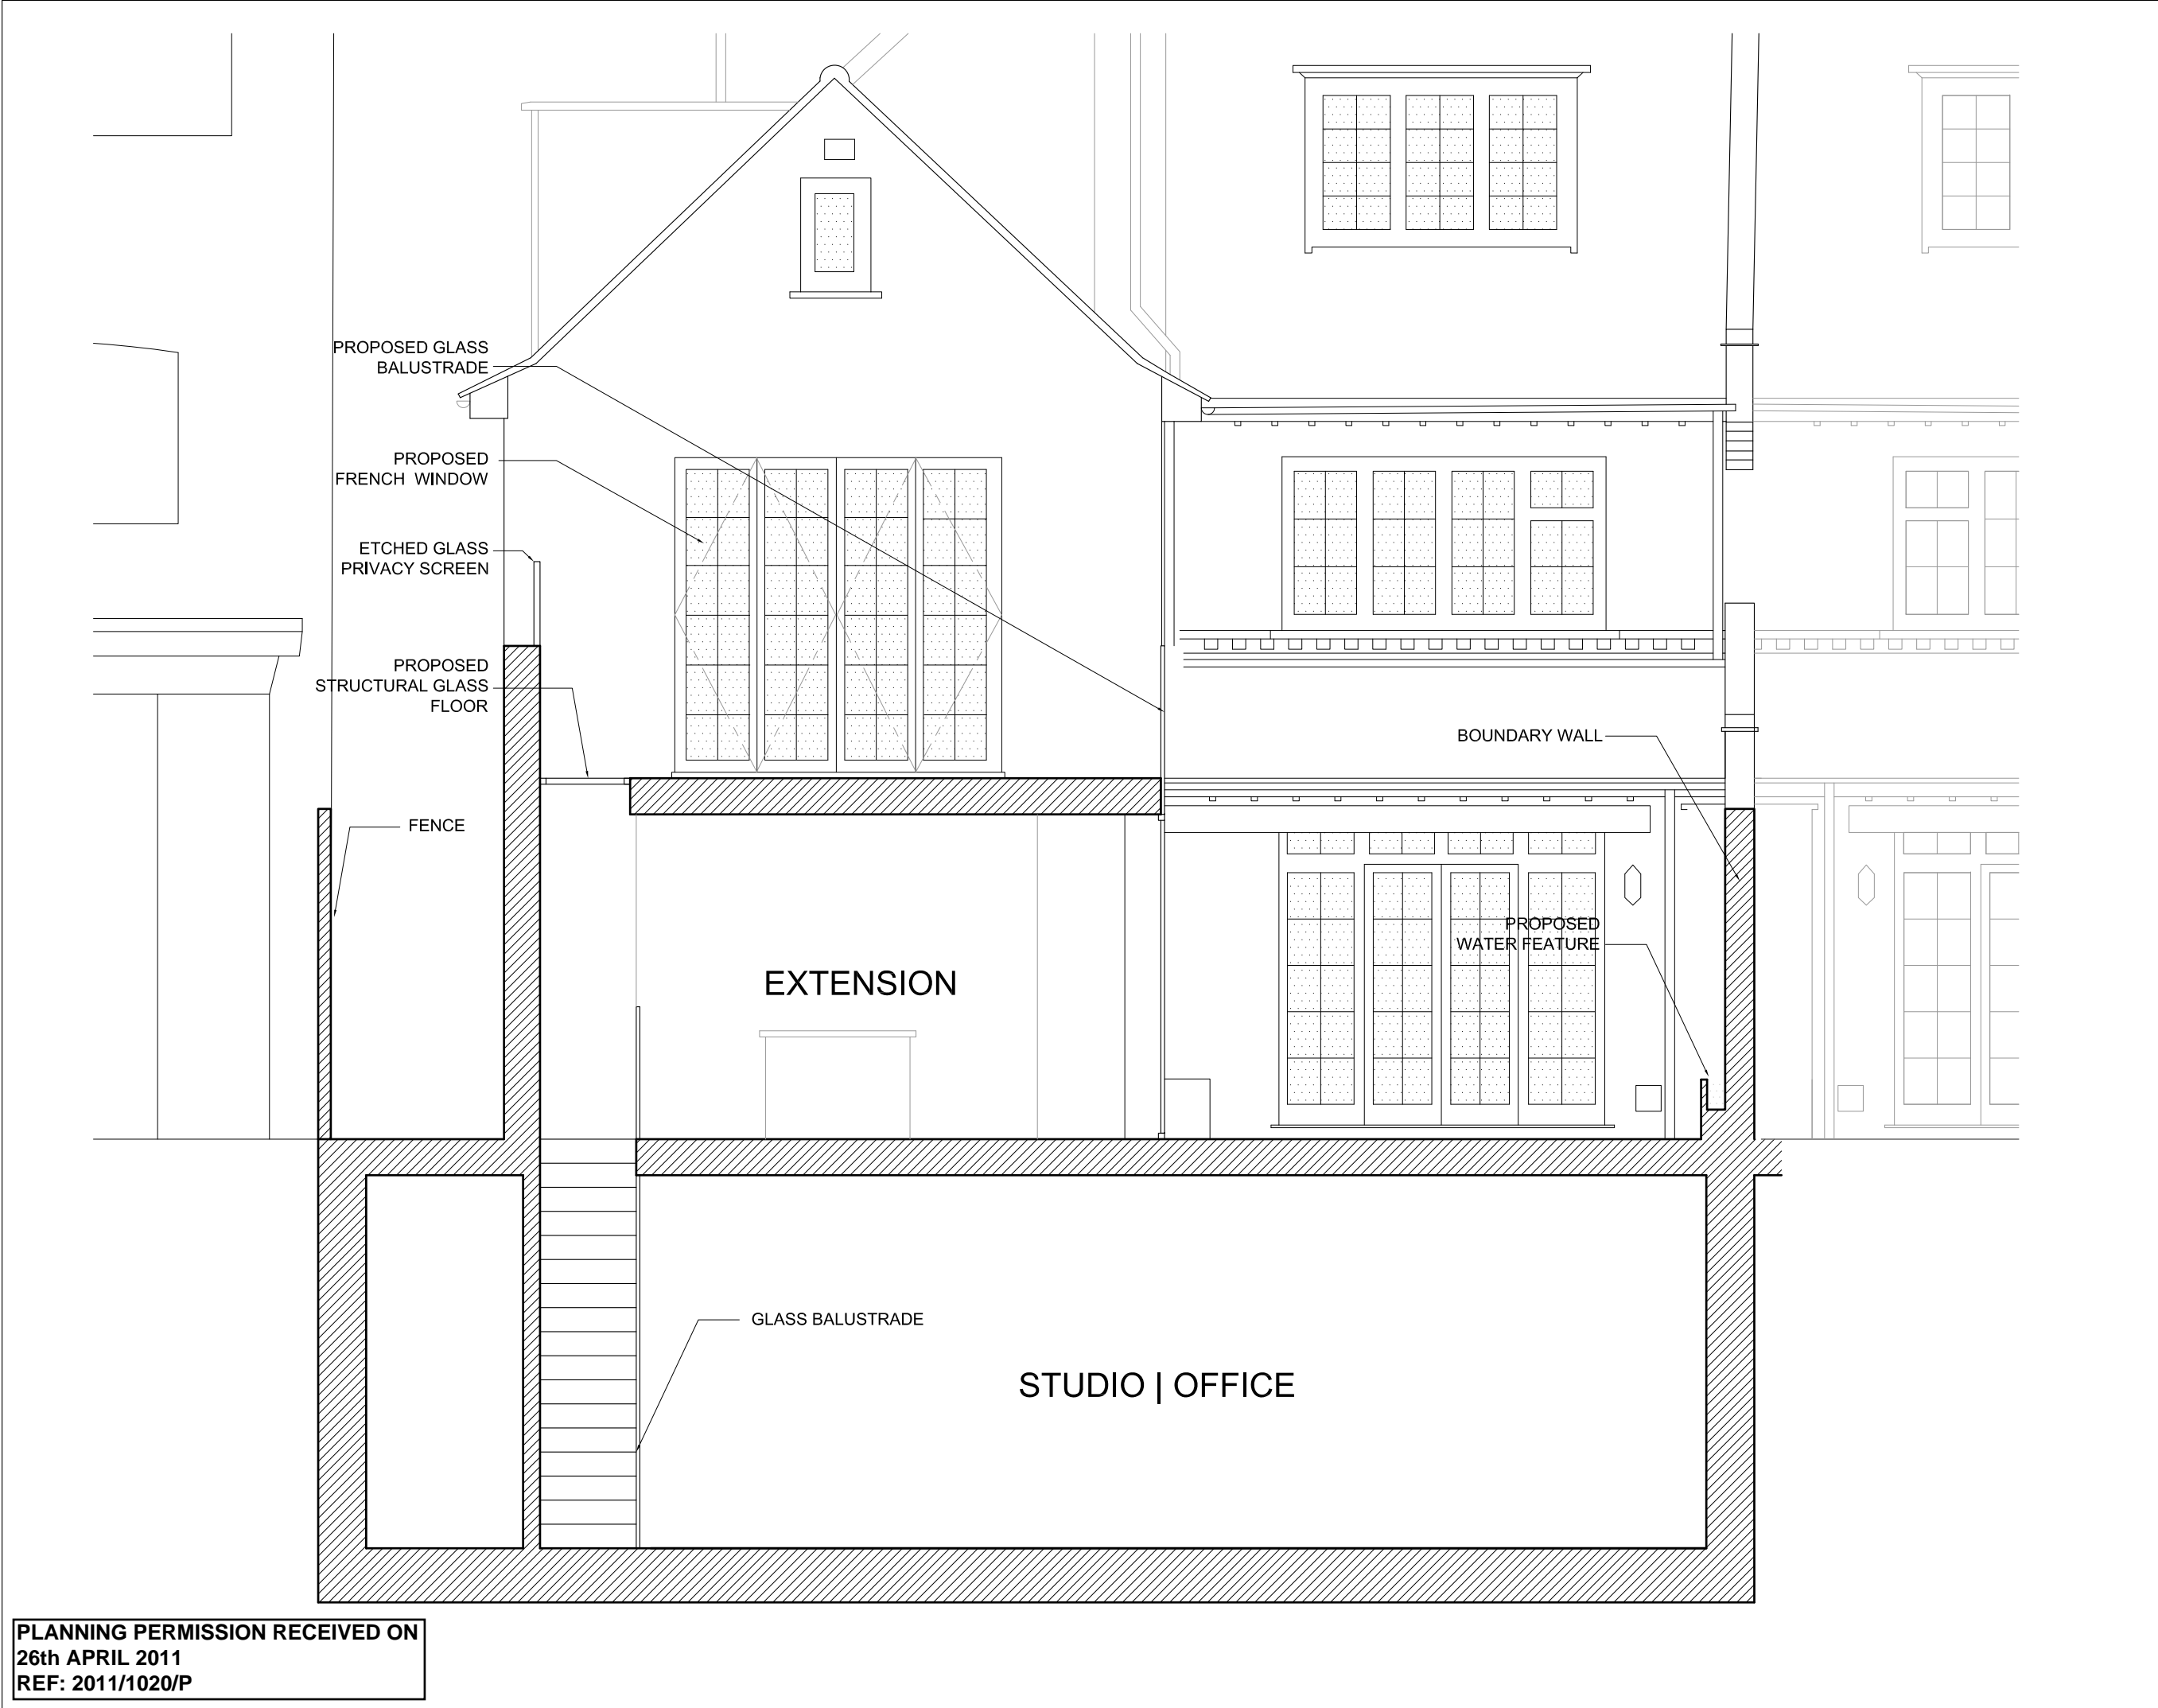 PROPOSED GLASS
BALUSTRADE
PROPOSED
FRENCH WINDOW
ETCHED GLASS
PRIVACY SCREEN
PROPOSED
STRUCTURAL GLASS
FLOOR
BOUNDARY WALL
FENCE
PROPOSED
WATER FEATURE
EXTENSION
GLASS BALUSTRADE
STUDIO | OFFICE
PLANNING PERMISSION RECEIVED ON
26th APRIL 2011
REF: 2011/1020/P